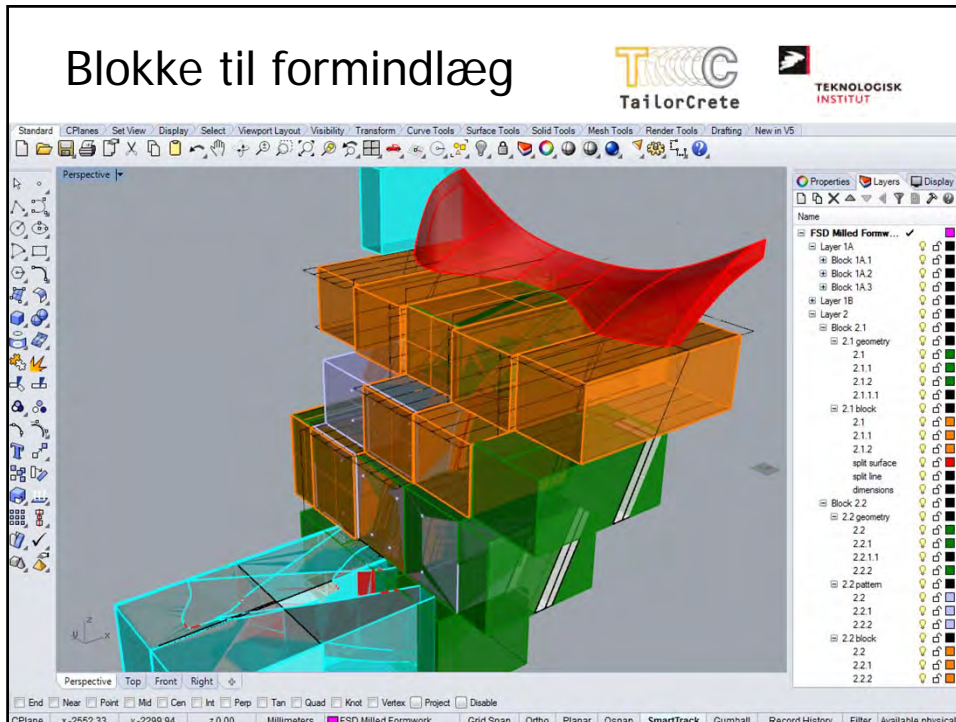 Blokke til formindlæg
TailorCrete
TEKNOLOGISK
INSTITUT
Standard CPlanes Set View Display Select Viewport Layout Visibility Transform Curve Tools Surface Tools Solid Tools Mesh Tools Render Tools Drafting New in V5
Perspective
Properties Layers Display
Name
FSD Milled Formw...
Layer 1A
Block 1A.1
Block 1A.2
Block 1A.3
Layer 1B
Layer 2
Block 2.1
2.1 geometry
2.1
2.1.1
2.1.2
2.1.1.1
2.1 block
2.1
2.1.1
2.1.2
split surface
split line
dimensions
Block 2.2
2.2 geometry
2.2
2.2.1
2.2.1.1
2.2.2
2.2 pattern
2.2
2.2.1
2.2.2
2.2 block
2.2
2.2.1
2.2.2
z
y x
Perspective Top Front Right
End Near Point Mid Cen Int Perp Tan Quad Knot Vertex Project Disable
CPlane x -2552.33 y -2299.94 z 0.00 Millimeters FSD Milled Formwork Grid Snap Ortho Planar Osnap SmartTrack Gumball Record History Filter Available physical